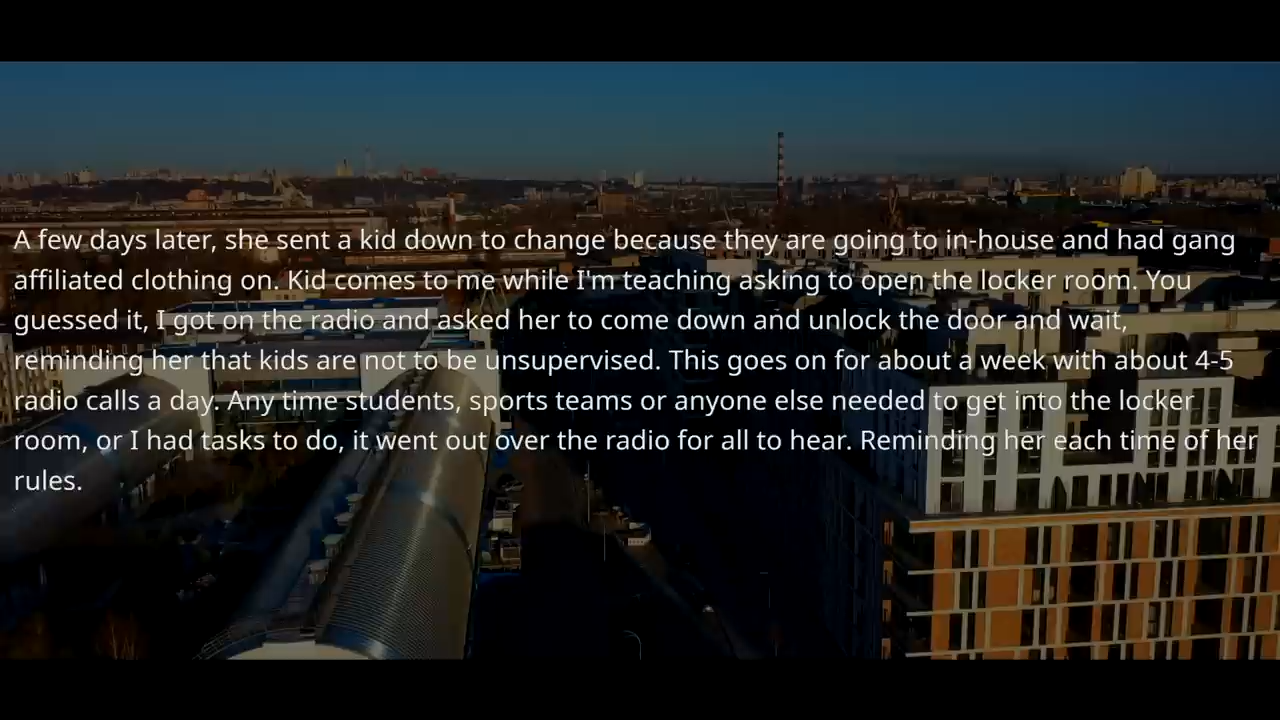 A few days later, she sent a kid down to change because they are going to in-house and had gang
affiliated clothing on. Kid comes to me while I'm teaching asking to open the locker room. You
guessed it, I got on the radio and asked her to come down and unlock the door and wait,
reminding her that kids are not to be unsupervised. This goes on for about a week with about 4-5
radio calls a day. Any time students, sports teams or anyone else needed to get into the locker
room, or I had tasks to do, it went out over the radio for all to hear. Reminding her each time of her
rules.